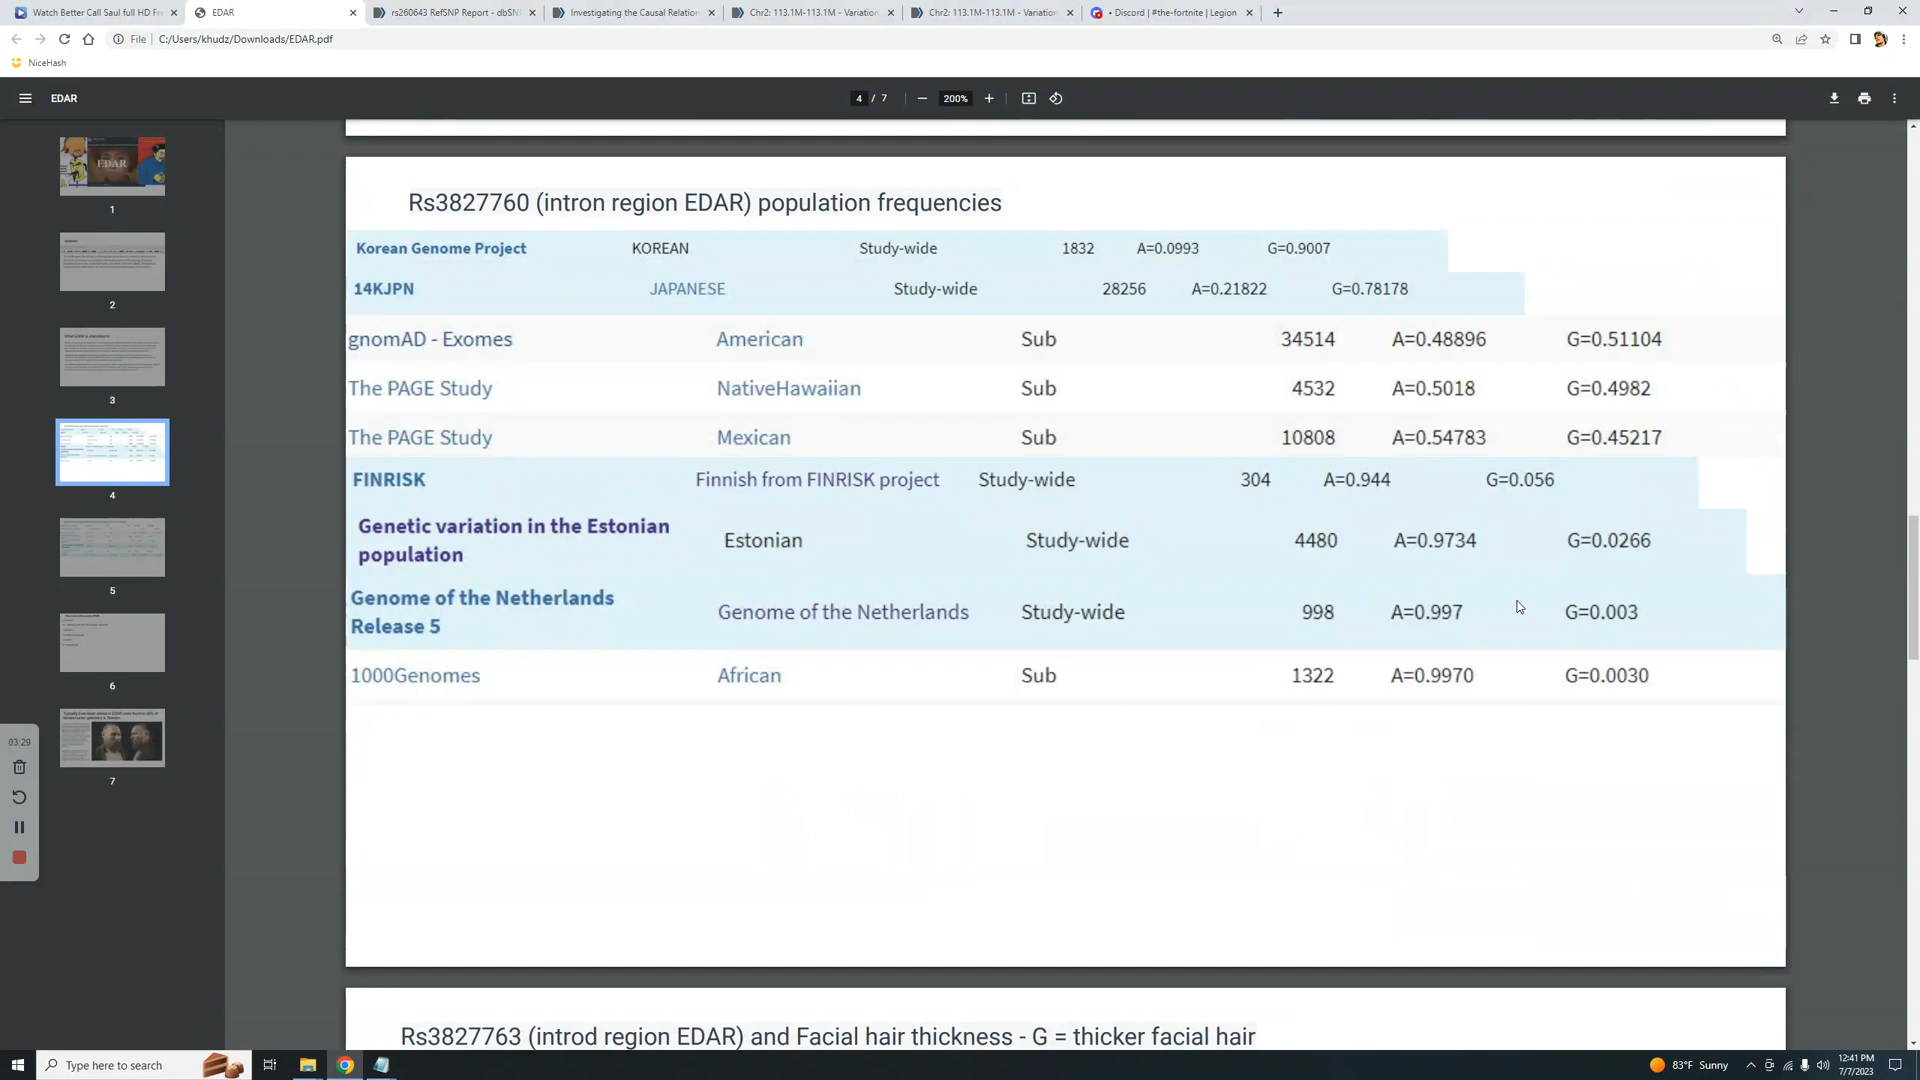 Watch Better Call Saul full HD Fre
EDAR
rs260643 RefSNP Report - dbSN
Investigating the Causal Relation
Chr2: 113.1M-113.1M - Variation
Chr2: 113.1M-113.1M - Variation
• Discord | #the-fortnite | Legion
File C:/Users/khudz/Downloads/EDAR.pdf
NiceHash
EDAR
4 / 7
200%
Rs3827760 (intron region EDAR) population frequencies
Korean Genome Project KOREAN Study-wide 1832 A=0.0993 G=0.9007
14KJPN JAPANESE Study-wide 28256 A=0.21822 G=0.78178
gnomAD - Exomes American Sub 34514 A=0.48896 G=0.51104
The PAGE Study NativeHawaiian Sub 4532 A=0.5018 G=0.4982
The PAGE Study Mexican Sub 10808 A=0.54783 G=0.45217
FINRISK Finnish from FINRISK project Study-wide 304 A=0.944 G=0.056
Genetic variation in the Estonian
population
Estonian Study-wide 4480 A=0.9734 G=0.0266
Genome of the Netherlands
Release 5
Genome of the Netherlands Study-wide 998 A=0.997 G=0.003
1000Genomes African Sub 1322 A=0.9970 G=0.0030
Rs3827763 (introd region EDAR) and Facial hair thickness - G = thicker facial hair
EDAR
1
2
3
4
5
6
7
03:29
Type here to search
83°F Sunny
12:41 PM
7/7/2023